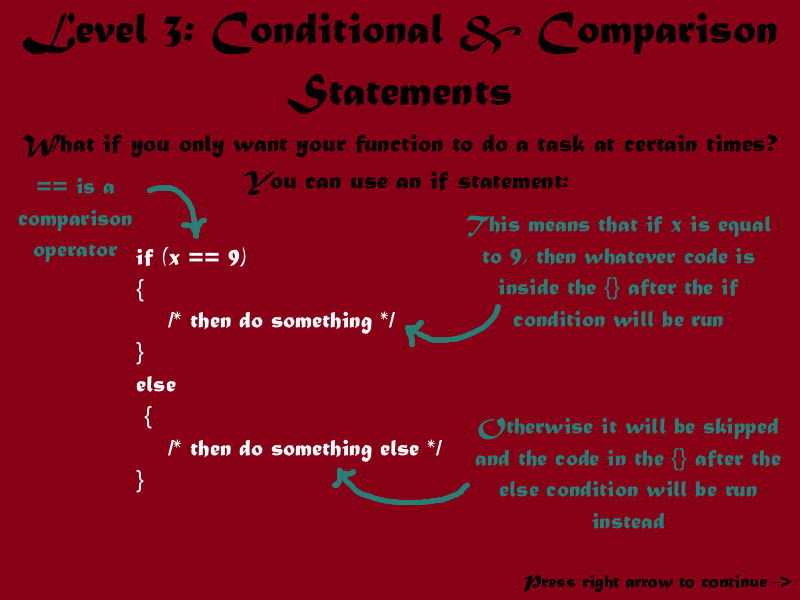 Level 3: Conditional & Comparison
Statements
What if you only want your function to do a task at certain times?
You can use an if statement:
== is a
comparison
operator
if (x == 9)
{
/* then do something */
}
else
{
/* then do something else */
}
This means that if x is equal
to 9, then whatever code is
inside the {} after the if
condition will be run
Otherwise it will be skipped
and the code in the {} after the
else condition will be run
instead
Press right arrow to continue ->